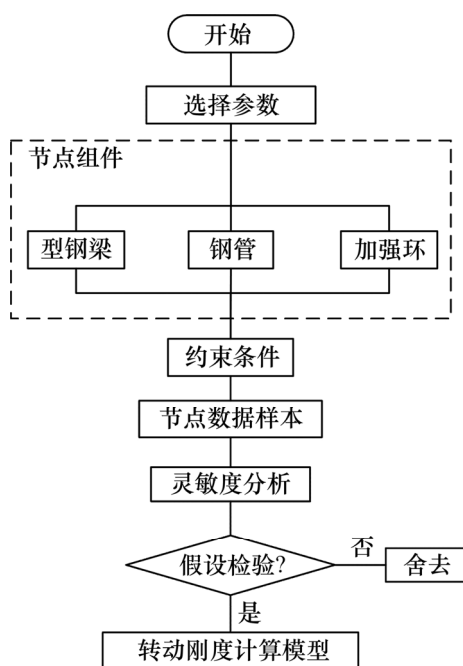 开始
选择参数
节点组件
型钢梁
钢管
加强环
约束条件
节点数据样本
灵敏度分析
假设检验?
否
舍去
是
转动刚度计算模型